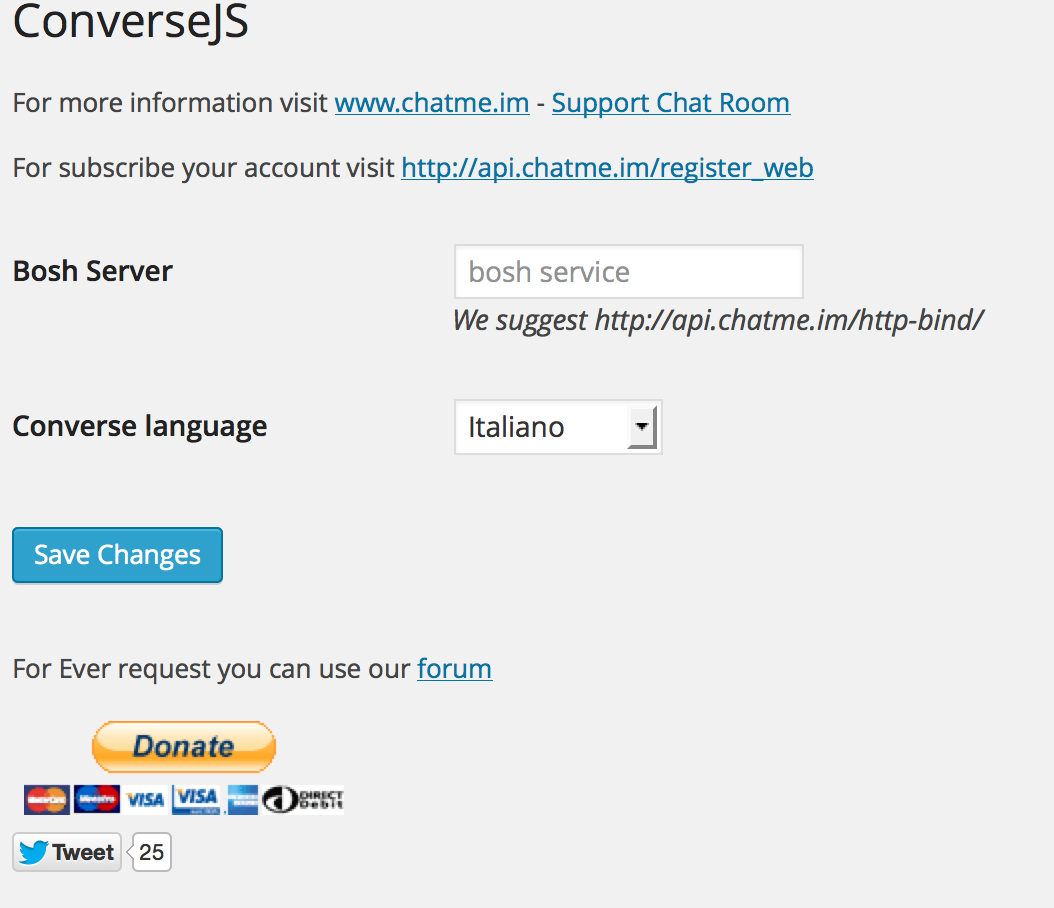 ConverseJS
For more information visit www.chatme.im - Support Chat Room
For subscribe your account visit http://api.chatme.im/register_web
Bosh Server
bosh service
We suggest http://api.chatme.im/http-bind/
Converse language
Italiano
Save Changes
For Ever request you can use our forum
Donate
MasterCard Maestro VISA VISA DIRECT Debit
Tweet 25